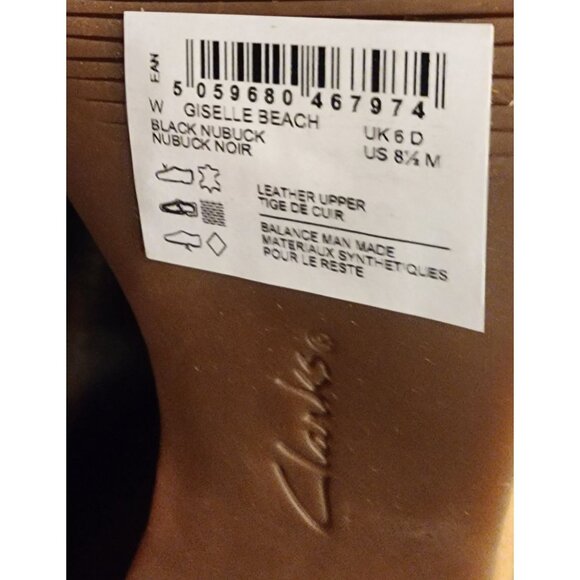 EAN
5 059680 467974
W GISELLE BEACH
BLACK NUBUCK
NUBUCK NOIR
UK 6 D
US 8½ M
LEATHER UPPER
TIGE DE CUIR
BALANCE MAN MADE
MATERIAUX SYNTHETIQUES
POUR LE RESTE
Clarks®